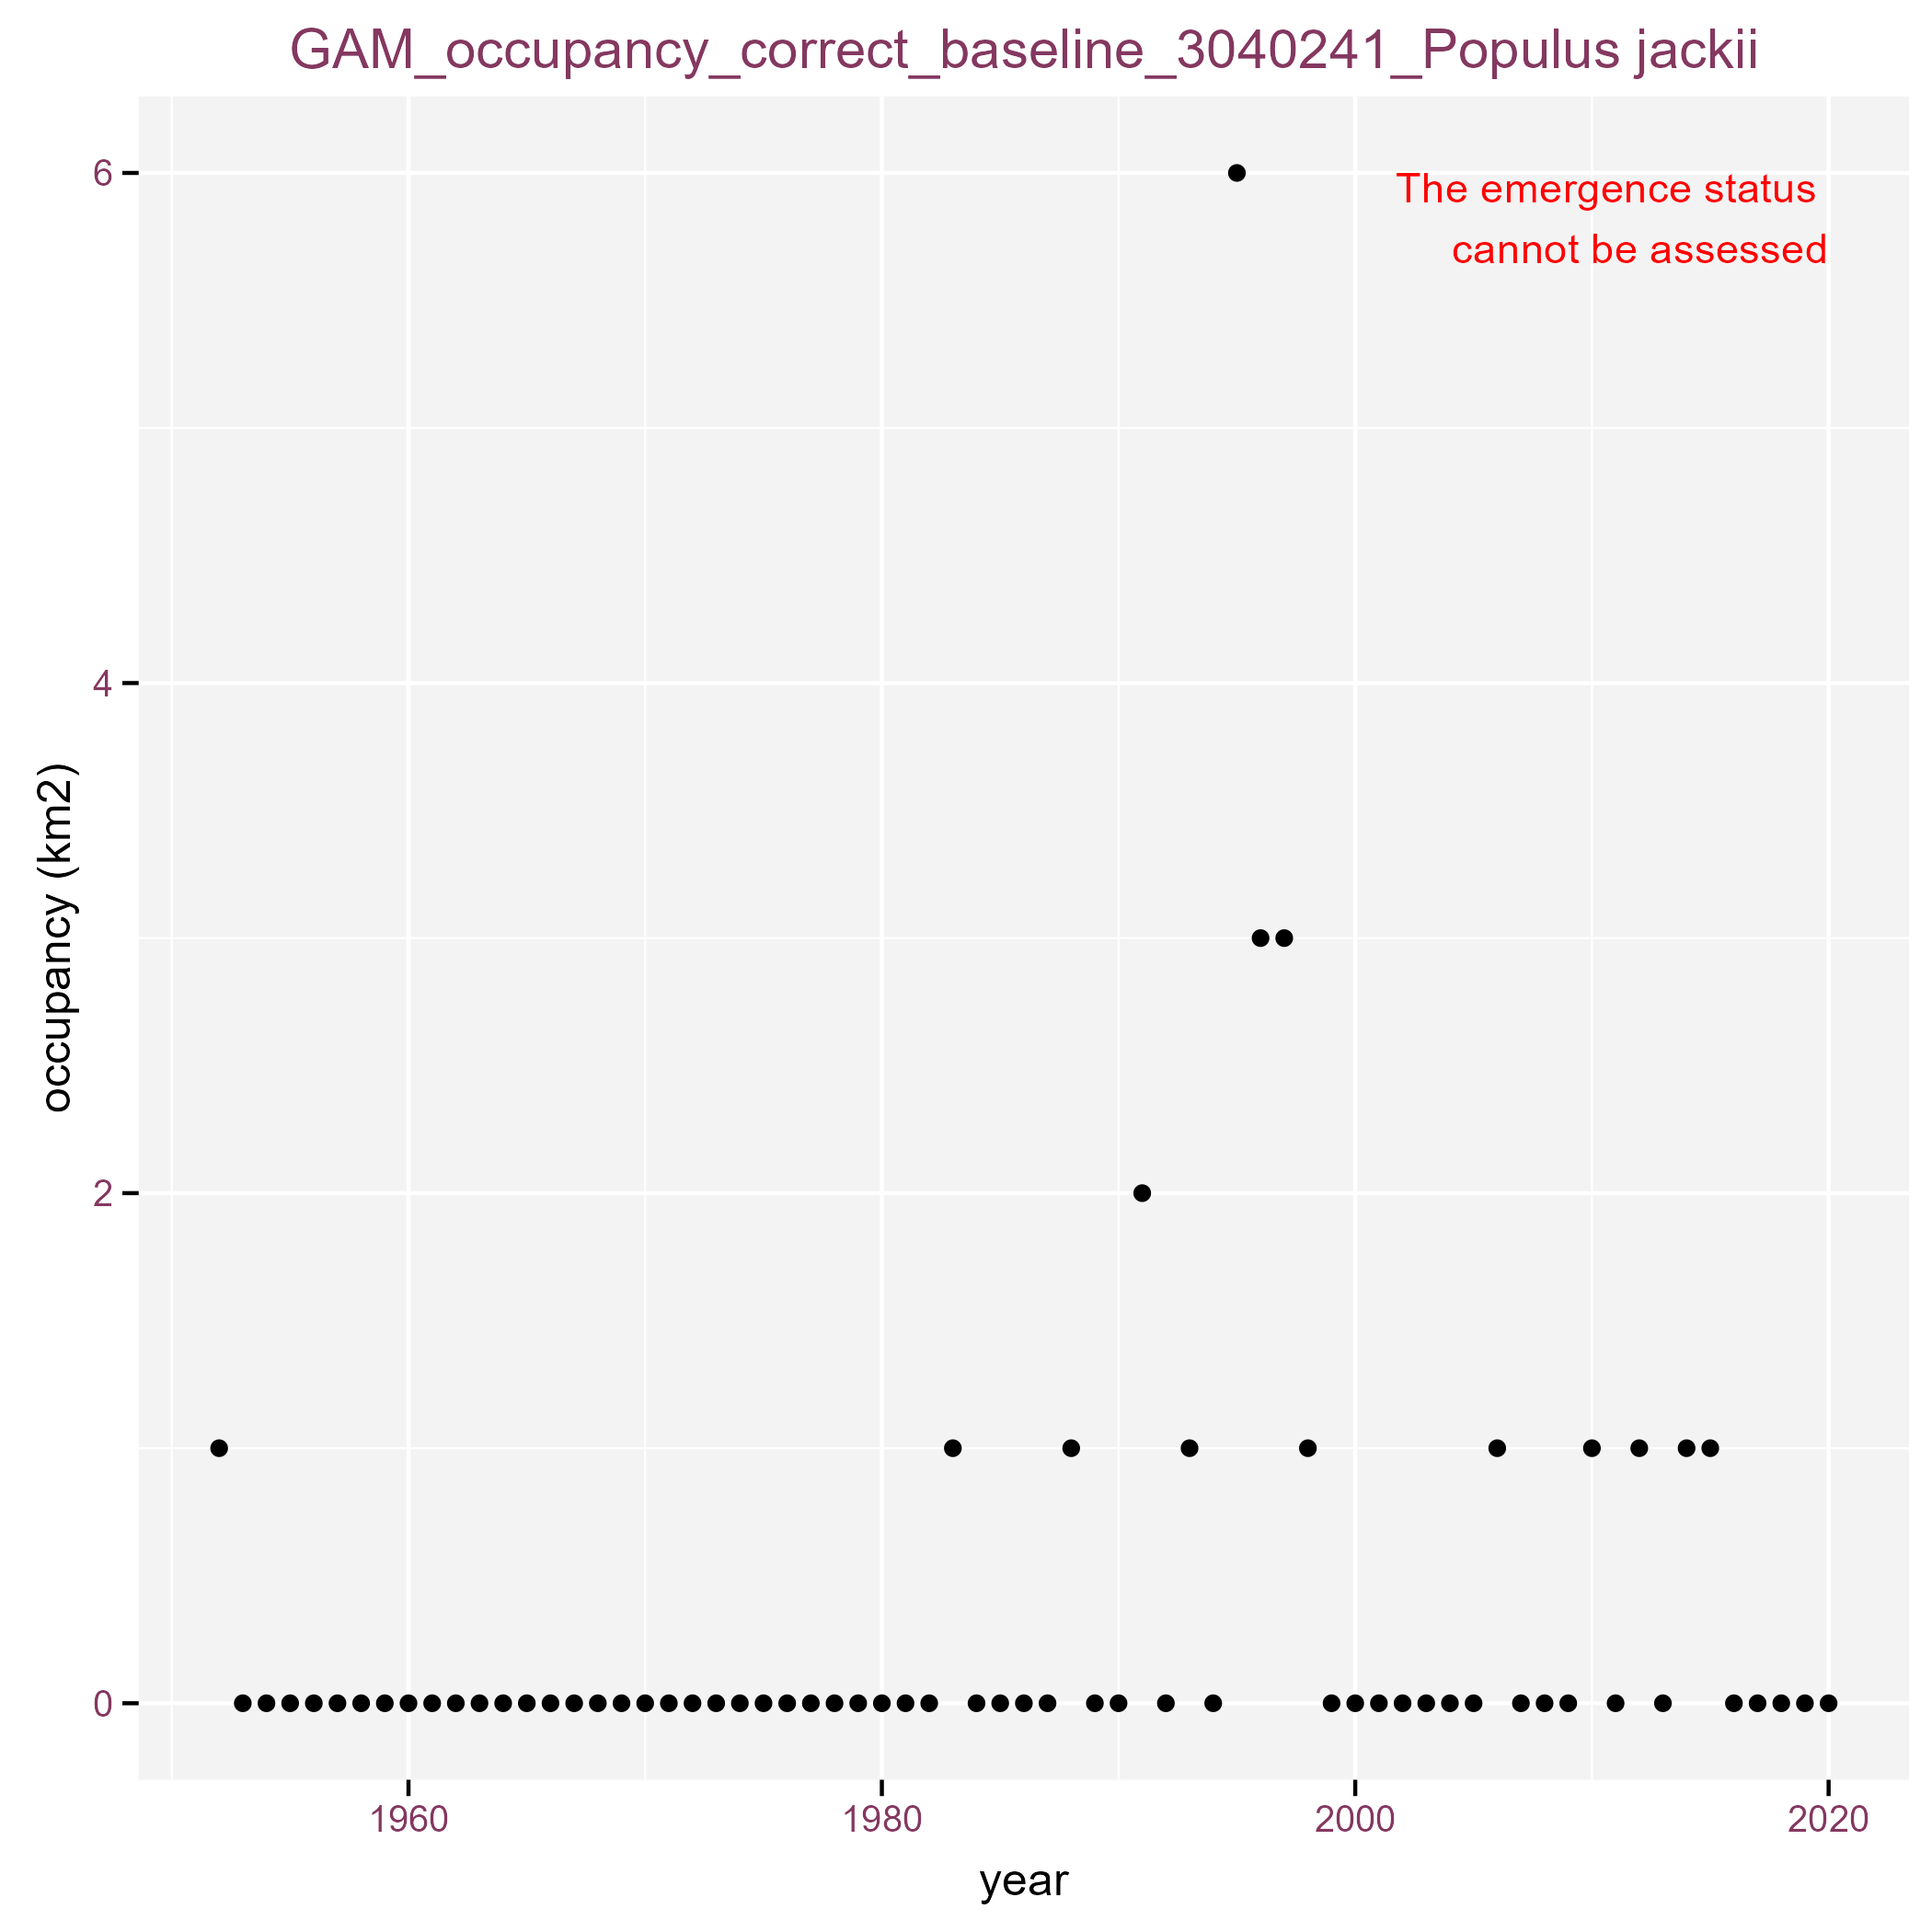 GAM_occupancy_correct_baseline_3040241_Populus jackii
The emergence status
cannot be assessed
6
4
2
0
occupancy (km2)
1960 1980 2000 2020
year